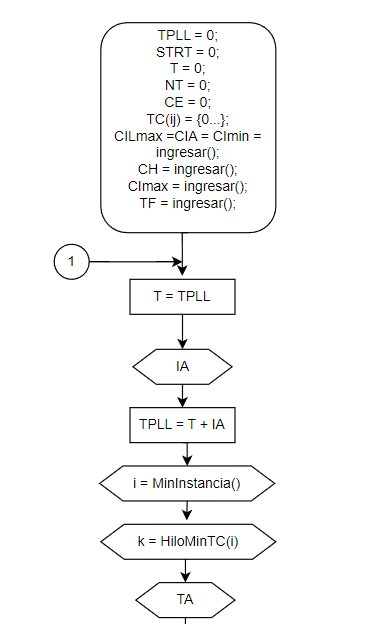 TPLL = 0;
STRT = 0;
T = 0;
NT = 0;
CE = 0;
TC(ij) = {0...};
CILmax =CIA = CImin =
ingresar();
CH = ingresar();
CImax = ingresar();
TF = ingresar();
1
T = TPLL
IA
TPLL = T + IA
i = MinInstancia()
k = HiloMinTC(i)
TA